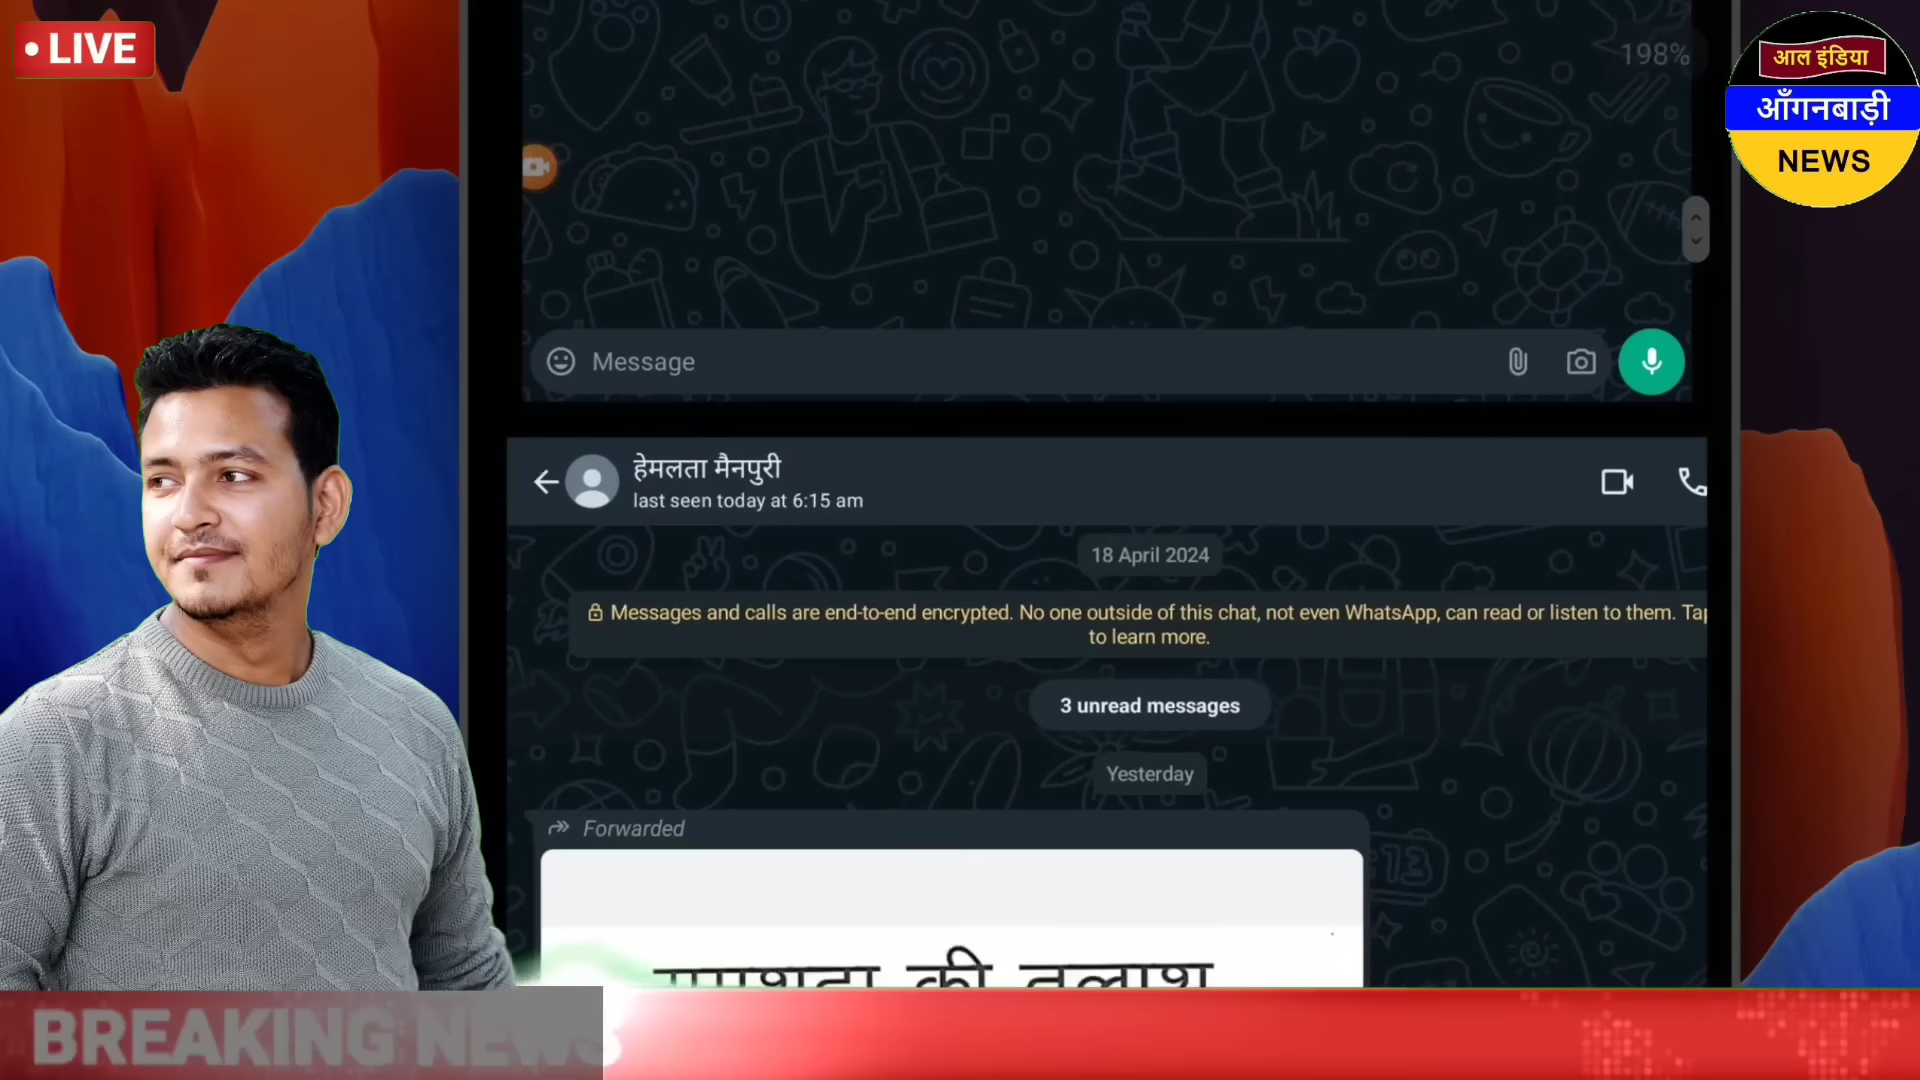 LIVE
198%
आल इंडिया
आँगनबाड़ी
NEWS
Message
हेमलता मैनपुरी
last seen today at 6:15 am
18 April 2024
Messages and calls are end-to-end encrypted. No one outside of this chat, not even WhatsApp, can read or listen to them. Tap
to learn more.
3 unread messages
Yesterday
Forwarded
की तलाश
BREAKING NEWS